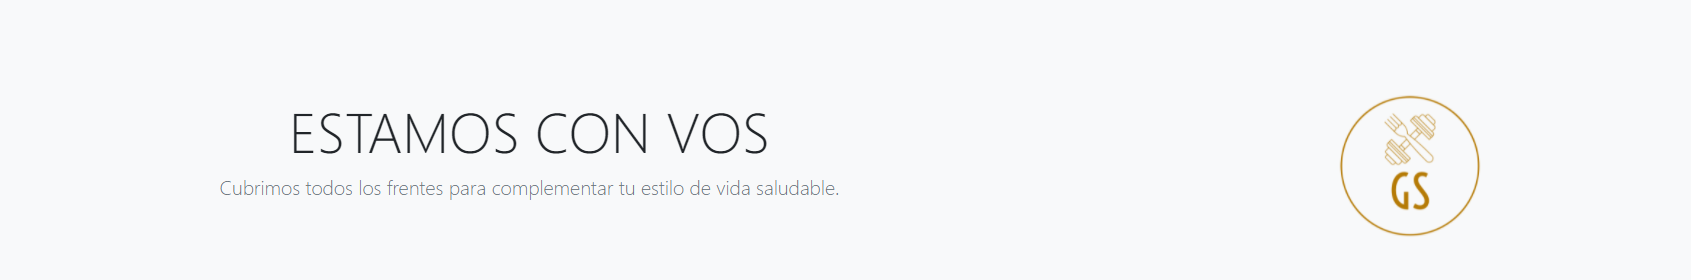 ESTAMOS CON VOS
Cubrimos todos los frentes para complementar tu estilo de vida saludable.
GS